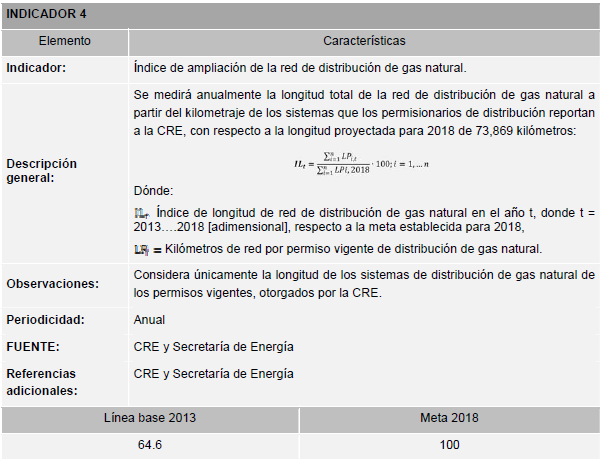 INDICADOR 4
Elemento Características
Indicador: Índice de ampliación de la red de distribución de gas natural.
Descripción general:
Se medirá anualmente la longitud total de la red de distribución de gas natural a
partir del kilometraje de los sistemas que los permisionarios de distribución reportan
a la CRE, con respecto a la longitud proyectada para 2018 de 73,869 kilómetros:
IL_t = (∑_{i=1}^{n} LP_{i,t}) / (∑_{i=1}^{n} LPi, 2018) · 100; i = 1, … n
Dónde:
IL_t Índice de longitud de red de distribución de gas natural en el año t, donde t =
2013….2018 [adimensional], respecto a la meta establecida para 2018,
= Kilómetros de red por permiso vigente de distribución de gas natural.
Observaciones:
Considera únicamente la longitud de los sistemas de distribución de gas natural de
los permisos vigentes, otorgados por la CRE.
Periodicidad: Anual
FUENTE: CRE y Secretaría de Energía
Referencias
adicionales:
CRE y Secretaría de Energía
Línea base 2013 Meta 2018
64.6 100